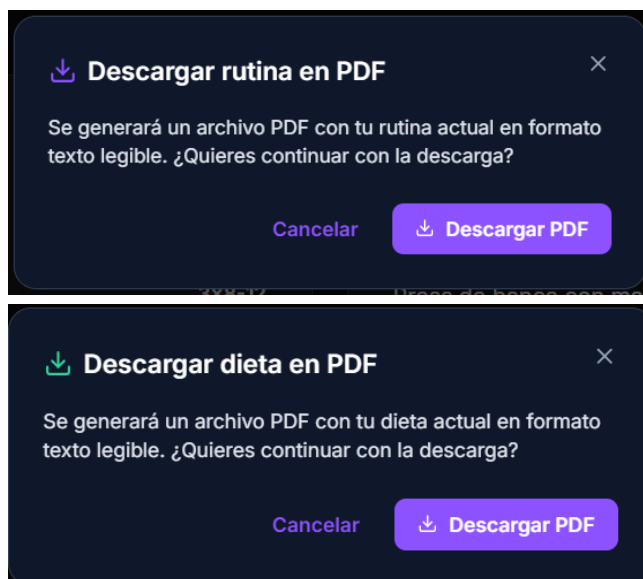 Descargar rutina en PDF
Se generará un archivo PDF con tu rutina actual en formato
texto legible. ¿Quieres continuar con la descarga?
Cancelar
Descargar PDF
3x8-12
Descargar dieta en PDF
Se generará un archivo PDF con tu dieta actual en formato
texto legible. ¿Quieres continuar con la descarga?
Cancelar
Descargar PDF